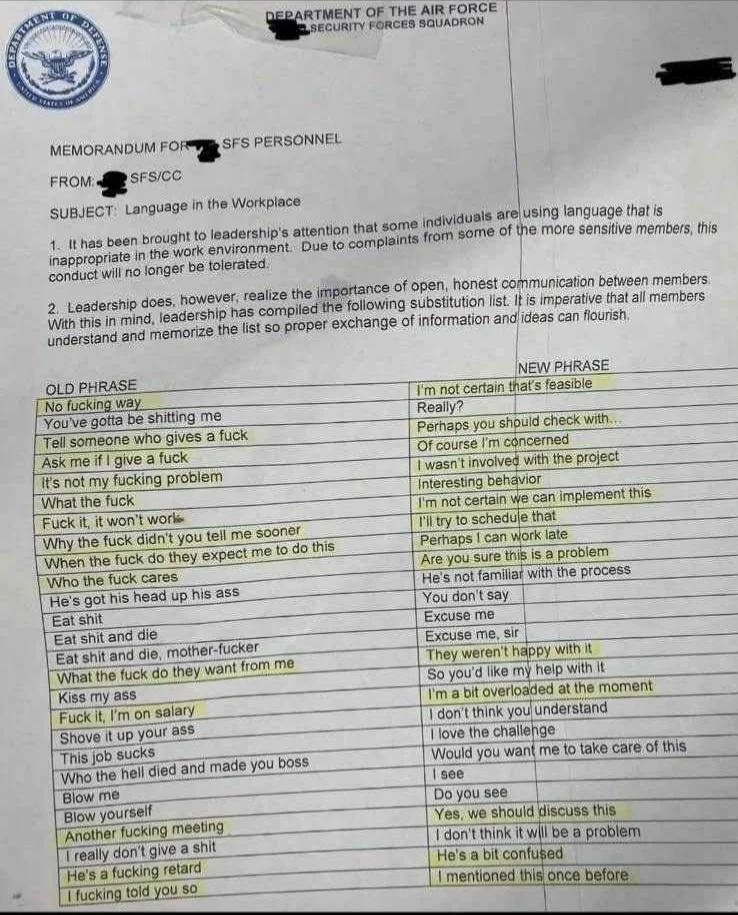 DEPARTMENT OF THE AIR FORCE
SECURITY FORCES SQUADRON
DEPARTMENT OF DEFENSE
UNITED STATES OF AMERICA
MEMORANDUM FOR SFS PERSONNEL
FROM: SFS/CC
SUBJECT: Language in the Workplace
1. It has been brought to leadership's attention that some individuals are using language that is
inappropriate in the work environment. Due to complaints from some of the more sensitive members, this
conduct will no longer be tolerated.
2. Leadership does, however, realize the importance of open, honest communication between members.
With this in mind, leadership has compiled the following substitution list. It is imperative that all members
understand and memorize the list so proper exchange of information and ideas can flourish.
OLD PHRASE NEW PHRASE
No fucking way I'm not certain that's feasible
You've gotta be shitting me Really?
Tell someone who gives a fuck Perhaps you should check with...
Ask me if I give a fuck Of course I'm concerned
It's not my fucking problem I wasn't involved with the project
What the fuck Interesting behavior
Fuck it, it won't work I'm not certain we can implement this
Why the fuck didn't you tell me sooner I'll try to schedule that
When the fuck do they expect me to do this Perhaps I can work late
Who the fuck cares Are you sure this is a problem
He's got his head up his ass He's not familiar with the process
Eat shit You don't say
Eat shit and die Excuse me
Eat shit and die, mother-fucker Excuse me, sir
What the fuck do they want from me They weren't happy with it
Kiss my ass So you'd like my help with it
Fuck it, I'm on salary I'm a bit overloaded at the moment
Shove it up your ass I don't think you understand
This job sucks I love the challenge
Who the hell died and made you boss Would you want me to take care of this
Blow me I see
Blow yourself Do you see
Another fucking meeting Yes, we should discuss this
I really don't give a shit I don't think it will be a problem
He's a fucking retard He's a bit confused
I fucking told you so I mentioned this once before